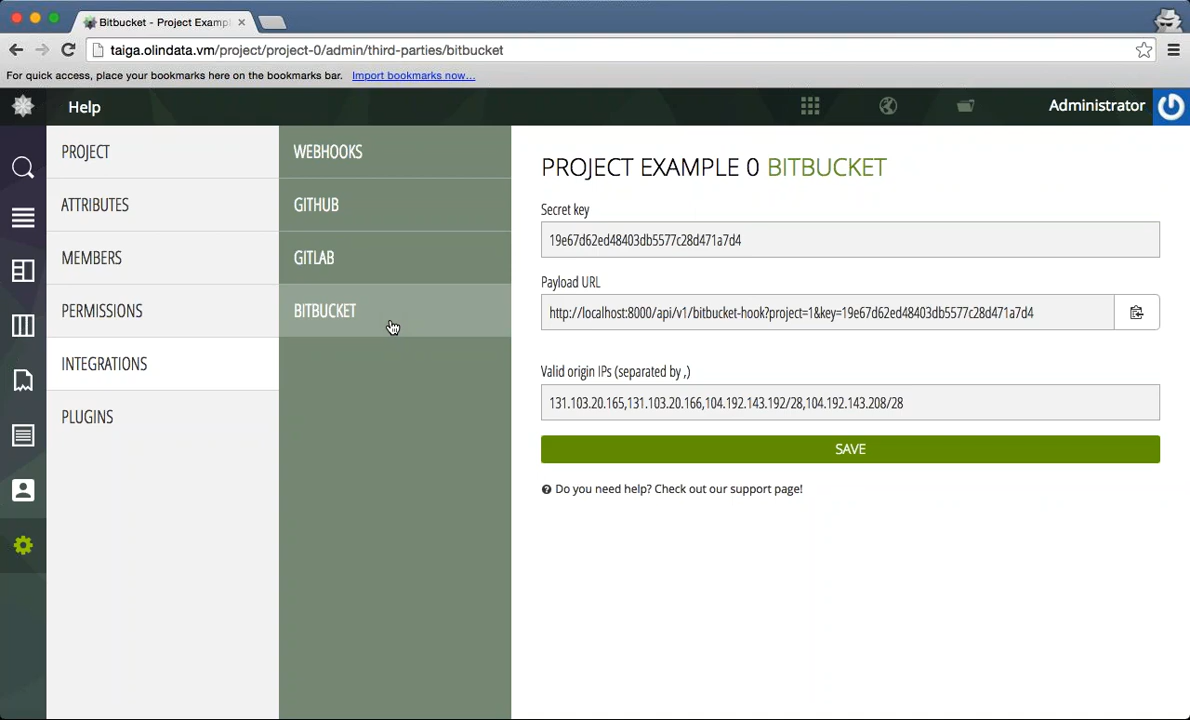 Bitbucket - Project Exampl
taiga.olindata.vm/project/project-0/admin/third-parties/bitbucket
For quick access, place your bookmarks here on the bookmarks bar. Import bookmarks now...
Help
Administrator
PROJECT
ATTRIBUTES
MEMBERS
PERMISSIONS
INTEGRATIONS
PLUGINS
WEBHOOKS
GITHUB
GITLAB
BITBUCKET
PROJECT EXAMPLE 0 BITBUCKET
Secret key
19e67d62ed48403db5577c28d471a7d4
Payload URL
http://localhost:8000/api/v1/bitbucket-hook?project=1&key=19e67d62ed48403db5577c28d471a7d4
Valid origin IPs (separated by ,)
131.103.20.165,131.103.20.166,104.192.143.192/28,104.192.143.208/28
SAVE
Do you need help? Check out our support page!